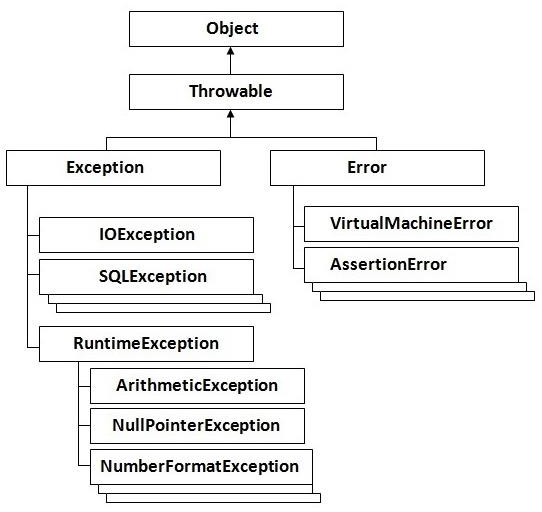 Object
Throwable
Exception
Error
IOException
VirtualMachineError
SQLException
AssertionError
RuntimeException
ArithmeticException
NullPointerException
NumberFormatException